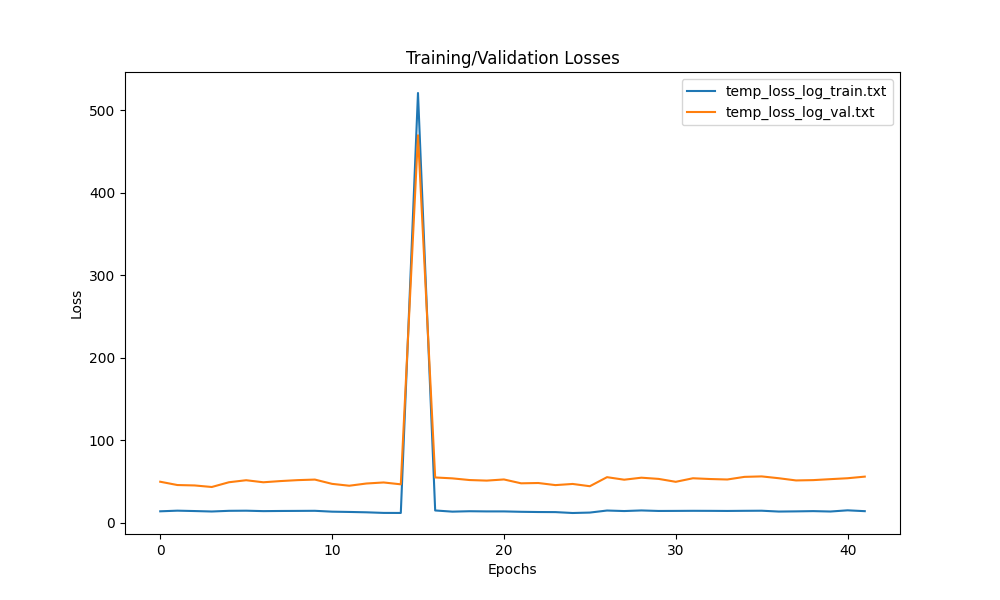 Training/Validation Losses
temp_loss_log_train.txt
temp_loss_log_val.txt
500
400
300
200
100
0
Loss
0 10 20 30 40
Epochs